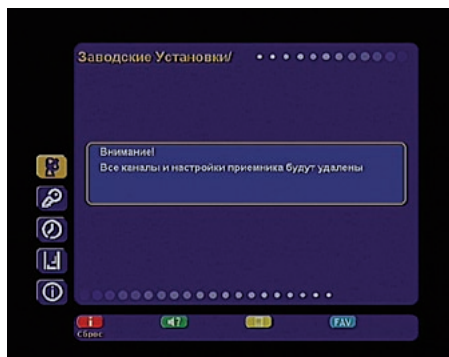 Заводские Установки/
Внимание!
Все каналы и настройки приемника будут удалены
i
?
FAV
Сброс